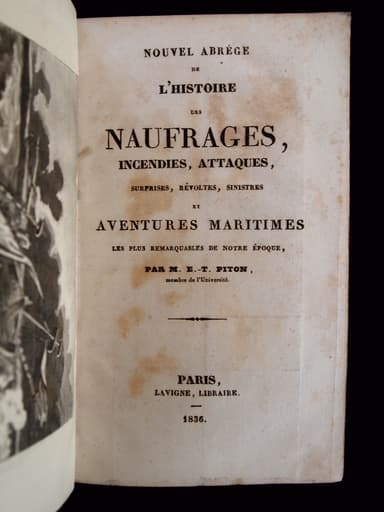 NOUVEL ABRÉGÉ
DE
L'HISTOIRE
DES
NAUFRAGES,
INCENDIES, ATTAQUES,
SURPRISES, RÉVOLTES, SINISTRES
ET
AVENTURES MARITIMES
LES PLUS REMARQUABLES DE NOTRE ÉPOQUE,
PAR M. E.-T. PITON,
membre de l'Université.
PARIS,
LAVIGNE, LIBRAIRE.
1836.